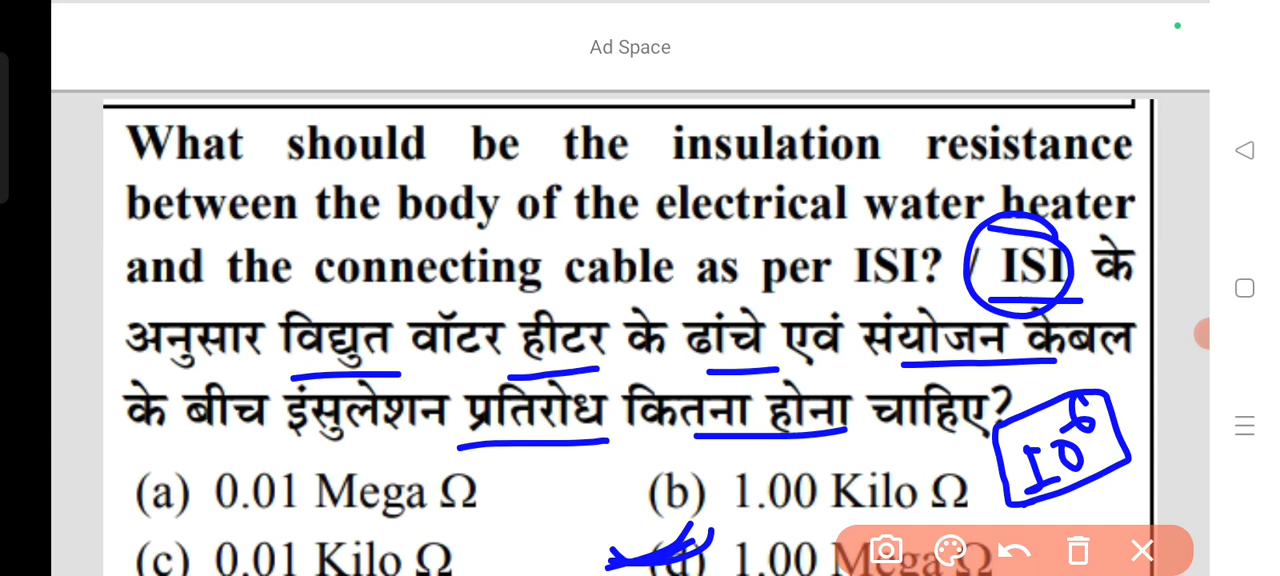 Ad Space
What should be the insulation resistance
between the body of the electrical water heater
and the connecting cable as per ISI? / ISI के
अनुसार विद्युत वॉटर हीटर के ढांचे एवं संयोजन केबल
के बीच इंसुलेशन प्रतिरोध कितना होना चाहिए?
10⁶
(a) 0.01 Mega Ω (b) 1.00 Kilo Ω
(c) 0.01 Kilo Ω (d) 1.00 Mega Ω